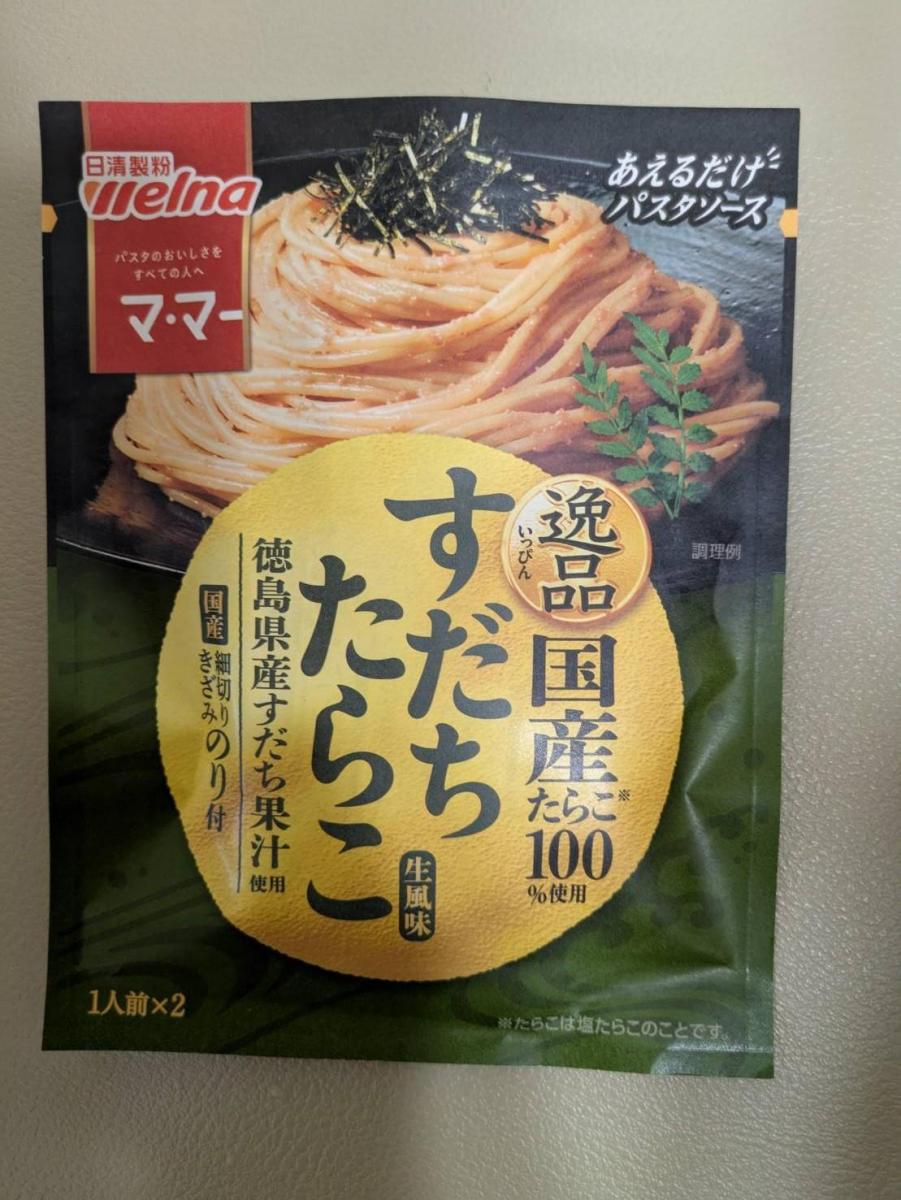 日清製粉
Welna
パスタのおいしさを
すべての人へ
マ・マー
あえるだけ
パスタソース
調理例
逸品
いっぴん
国産
たらこ※
100
%使用
すだち
たらこ
生風味
徳島県産すだち果汁
使用
国産
細切り
きざみ
のり付
1人前×2
※たらこは塩たらこのことです。